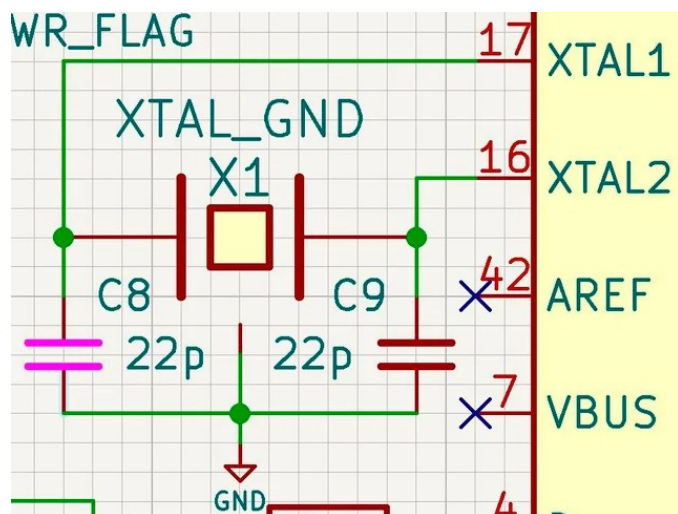 WR_FLAG
17 XTAL1
XTAL_GND
X1
16 XTAL2
42 AREF
C8 C9
22p 22p
7 VBUS
GND
4